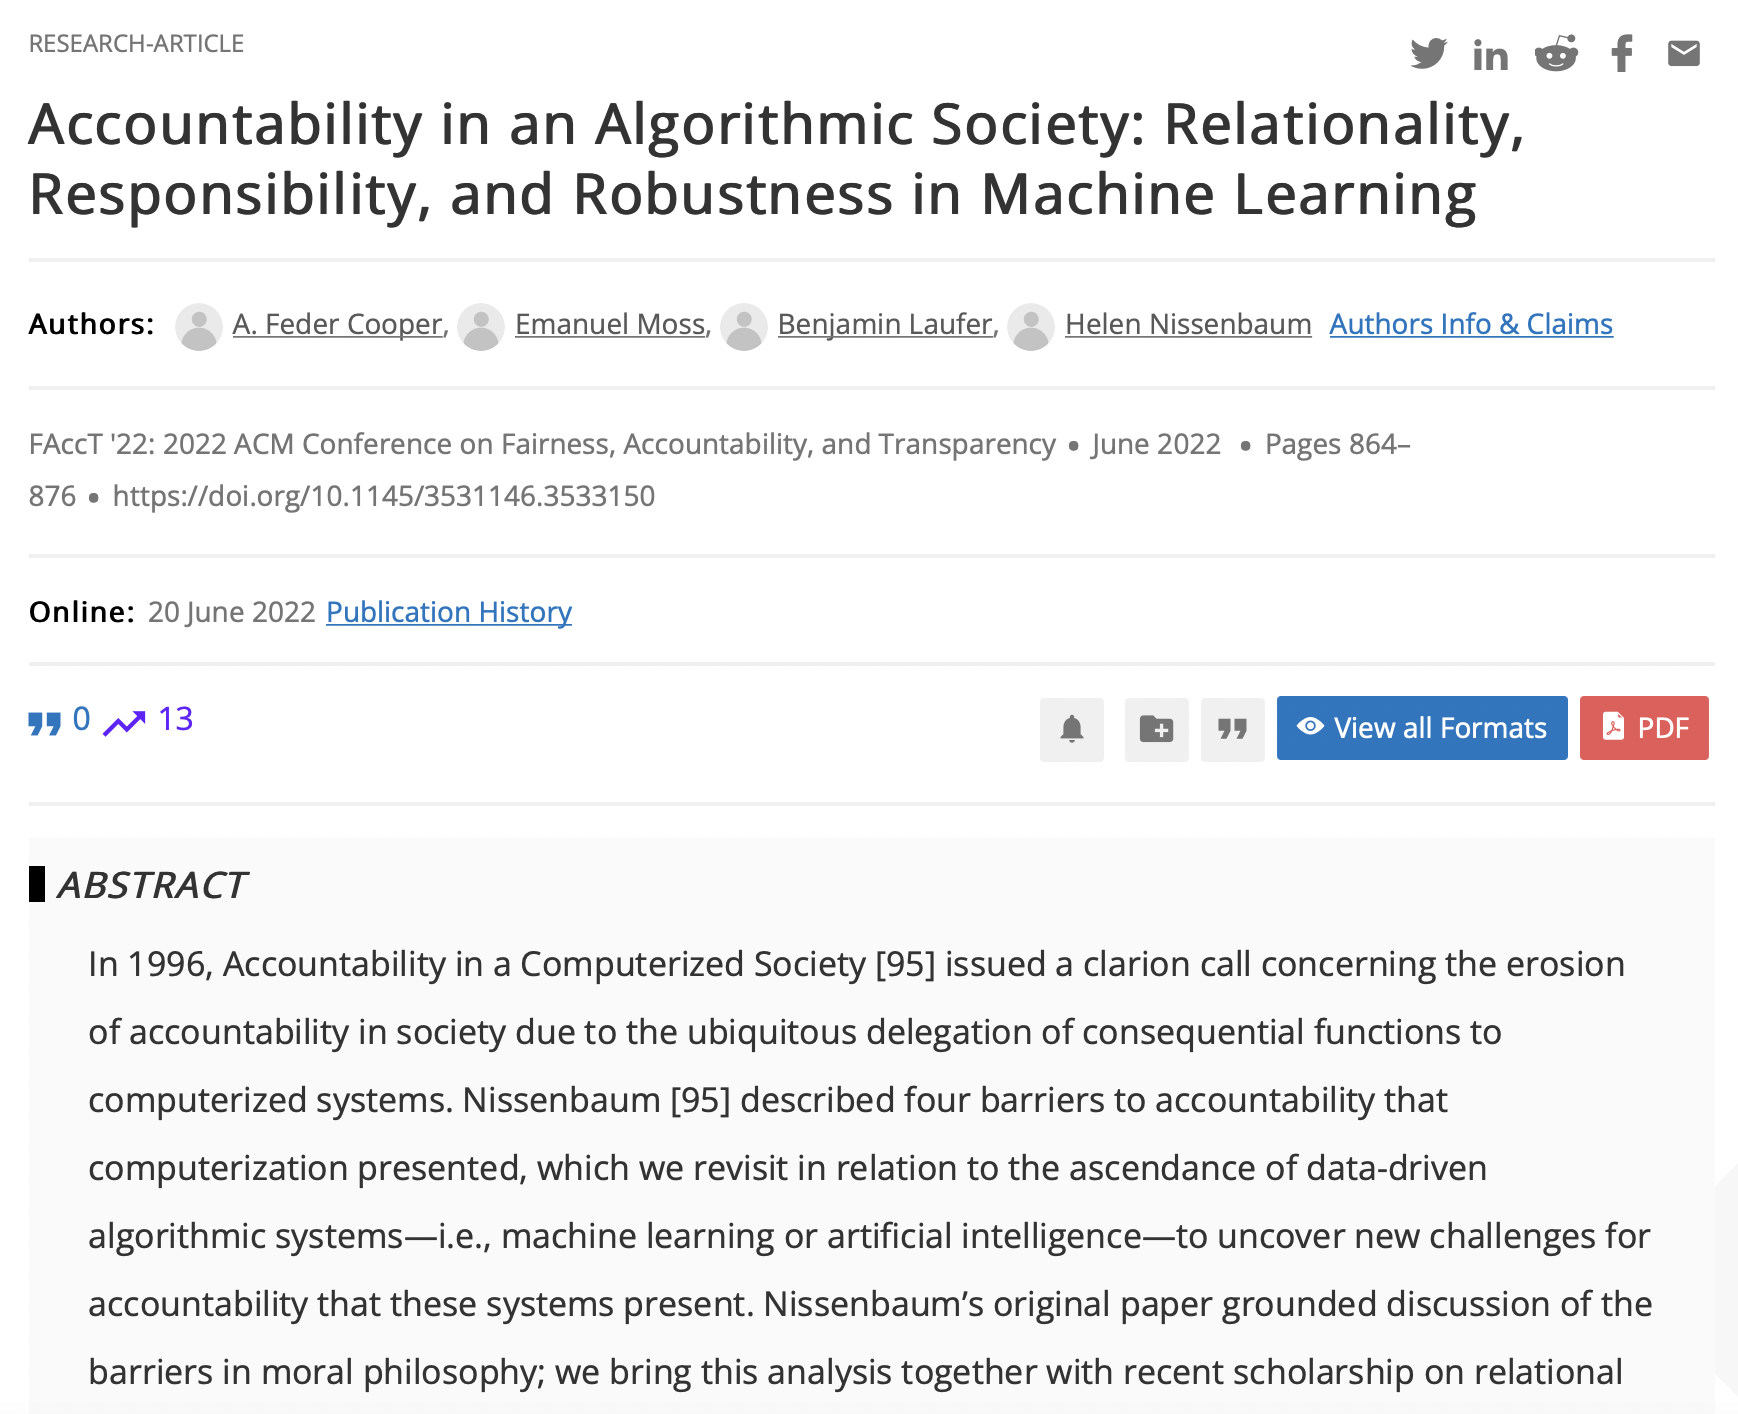 RESEARCH-ARTICLE
Accountability in an Algorithmic Society: Relationality,
Responsibility, and Robustness in Machine Learning
Authors: A. Feder Cooper, Emanuel Moss, Benjamin Laufer, Helen Nissenbaum Authors Info & Claims
FAccT '22: 2022 ACM Conference on Fairness, Accountability, and Transparency • June 2022 • Pages 864–
876 • https://doi.org/10.1145/3531146.3533150
Online: 20 June 2022 Publication History
0 13 View all Formats PDF
ABSTRACT
In 1996, Accountability in a Computerized Society [95] issued a clarion call concerning the erosion
of accountability in society due to the ubiquitous delegation of consequential functions to
computerized systems. Nissenbaum [95] described four barriers to accountability that
computerization presented, which we revisit in relation to the ascendance of data-driven
algorithmic systems—i.e., machine learning or artificial intelligence—to uncover new challenges for
accountability that these systems present. Nissenbaum’s original paper grounded discussion of the
barriers in moral philosophy; we bring this analysis together with recent scholarship on relational